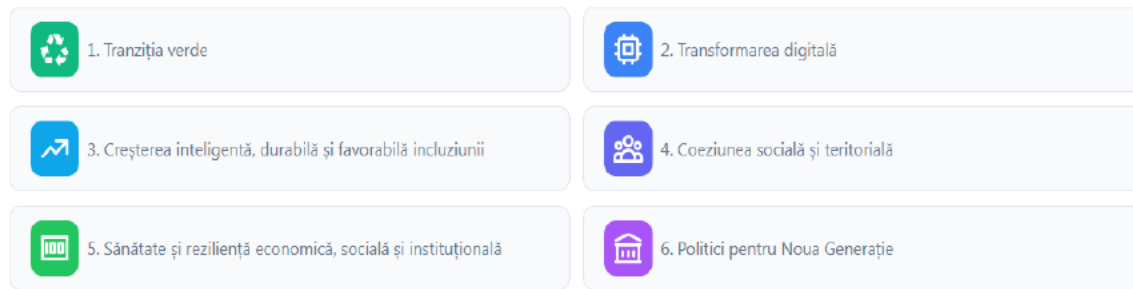 1. Tranziția verde
2. Transformarea digitală
3. Creșterea inteligentă, durabilă și favorabilă incluziunii
4. Coeziunea socială și teritorială
5. Sănătate și reziliență economică, socială și instituțională
6. Politici pentru Noua Generație